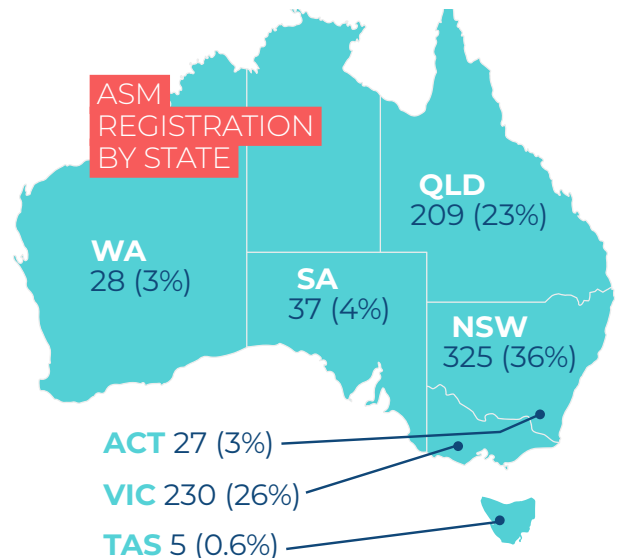 ASM
REGISTRATION
BY STATE
QLD
209 (23%)
WA
28 (3%)
SA
37 (4%)
NSW
325 (36%)
ACT 27 (3%)
VIC 230 (26%)
TAS 5 (0.6%)